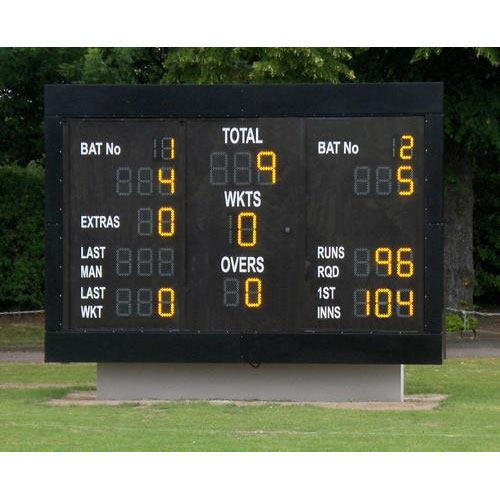 BAT No 1
4
EXTRAS 0
LAST
MAN
LAST
WKT 0
TOTAL
9
WKTS
0
OVERS
0
BAT No 2
5
RUNS
RQD 96
1ST
INNS 104